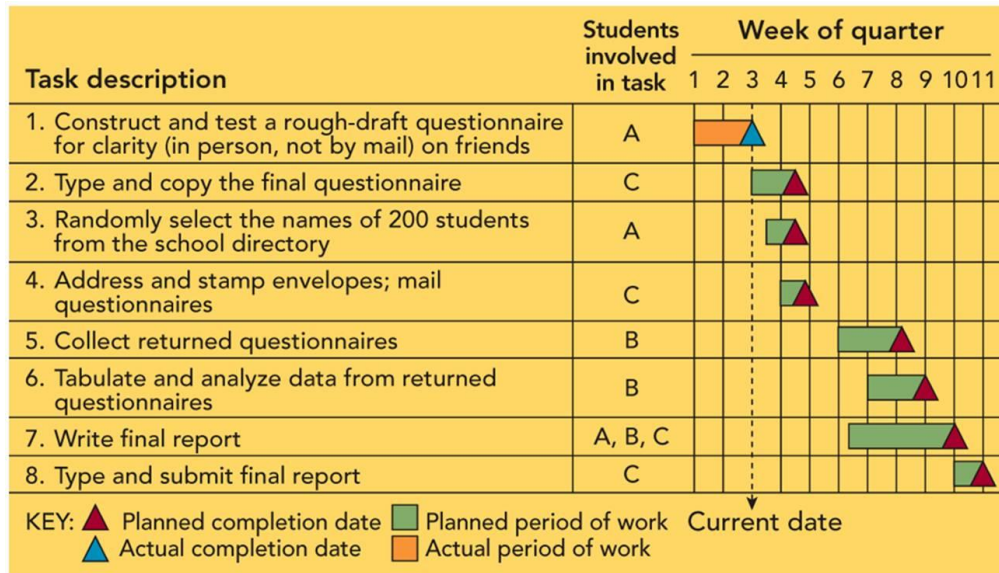 Students involved in task
Week of quarter
Task description
1 2 3 4 5 6 7 8 9 10 11
1. Construct and test a rough-draft questionnaire
for clarity (in person, not by mail) on friends
A
2. Type and copy the final questionnaire
C
3. Randomly select the names of 200 students
from the school directory
A
4. Address and stamp envelopes; mail
questionnaires
C
5. Collect returned questionnaires
B
6. Tabulate and analyze data from returned
questionnaires
B
7. Write final report
A, B, C
8. Type and submit final report
C
KEY: Planned completion date Planned period of work Current date
Actual completion date Actual period of work